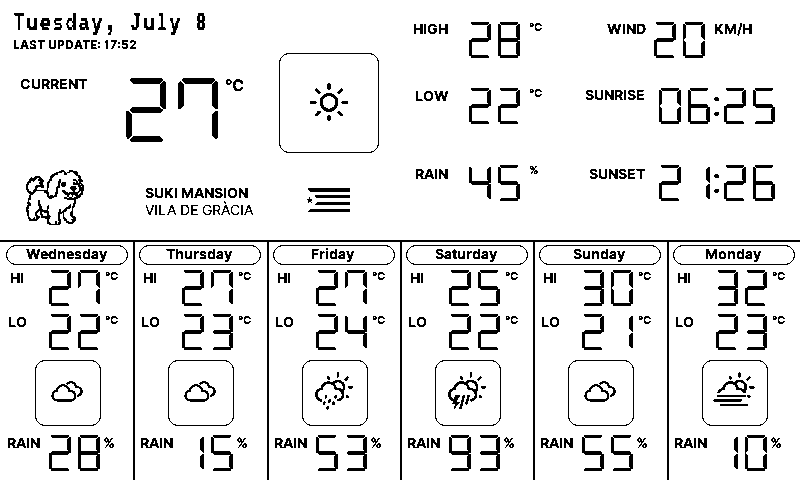 Tuesday, July 8
LAST UPDATE: 17:52
CURRENT 27 °C
HIGH 28 °C
WIND 20 KM/H
LOW 22 °C
SUNRISE 06:25
RAIN 45 %
SUNSET 21:26
SUKI MANSION
VILA DE GRÀCIA
Wednesday
HI 27 °C
LO 22 °C
RAIN 28 %
Thursday
HI 27 °C
LO 23 °C
RAIN 15 %
Friday
HI 27 °C
LO 24 °C
RAIN 53 %
Saturday
HI 25 °C
LO 22 °C
RAIN 93 %
Sunday
HI 30 °C
LO 21 °C
RAIN 55 %
Monday
HI 32 °C
LO 23 °C
RAIN 10 %